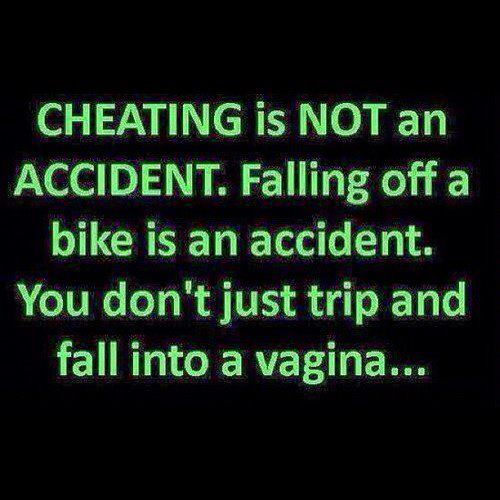 CHEATING is NOT an
ACCIDENT. Falling off a
bike is an accident.
You don't just trip and
fall into a vagina...